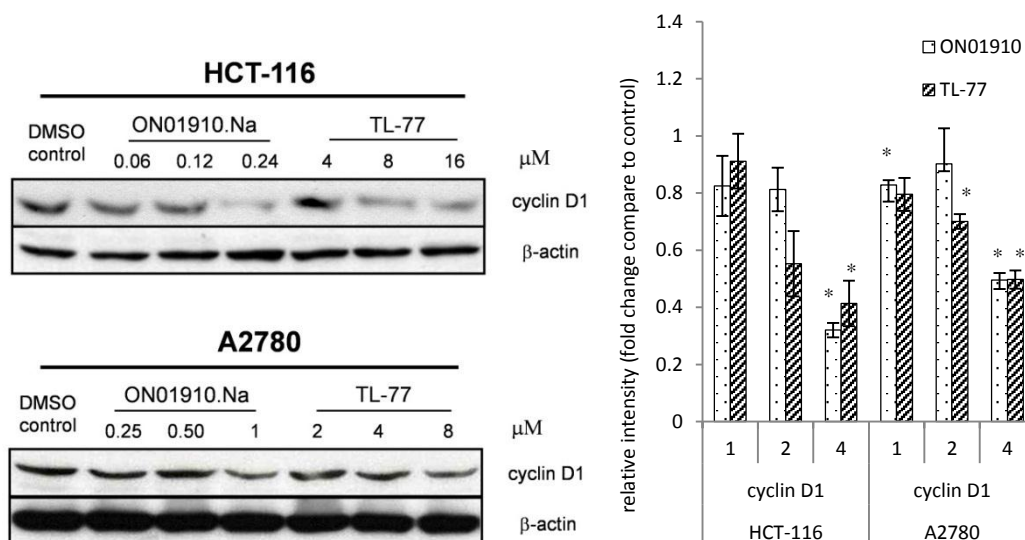 HCT-116
DMSO control ON01910.Na TL-77
0.06 0.12 0.24 4 8 16 μM
cyclin D1
β-actin
A2780
DMSO control ON01910.Na TL-77
0.25 0.50 1 2 4 8 μM
cyclin D1
β-actin
relative intensity (fold change compare to control)
1.4
1.2
1
0.8
0.6
0.4
0.2
0
ON01910
TL-77
* * * * * *
1 2 4 1 2 4
cyclin D1 cyclin D1
HCT-116 A2780